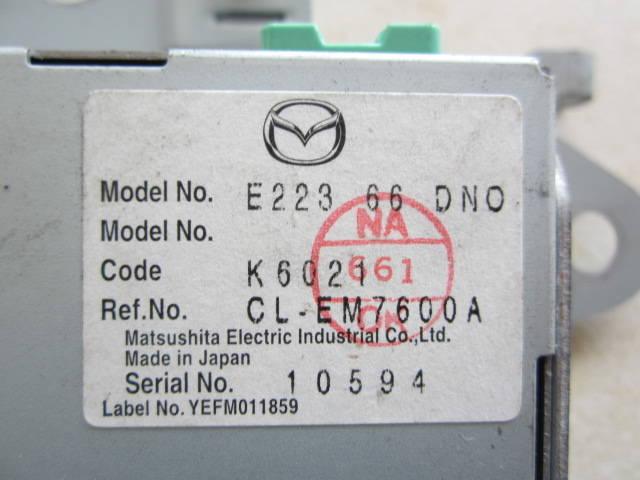 Model No. E223 66 DN0
Model No.
Code K6021
Ref.No. CL-EM7600A
Matsushita Electric Industrial Co.,Ltd.
Made in Japan
Serial No. 10594
Label No. YEFM011859
NA
661
OK